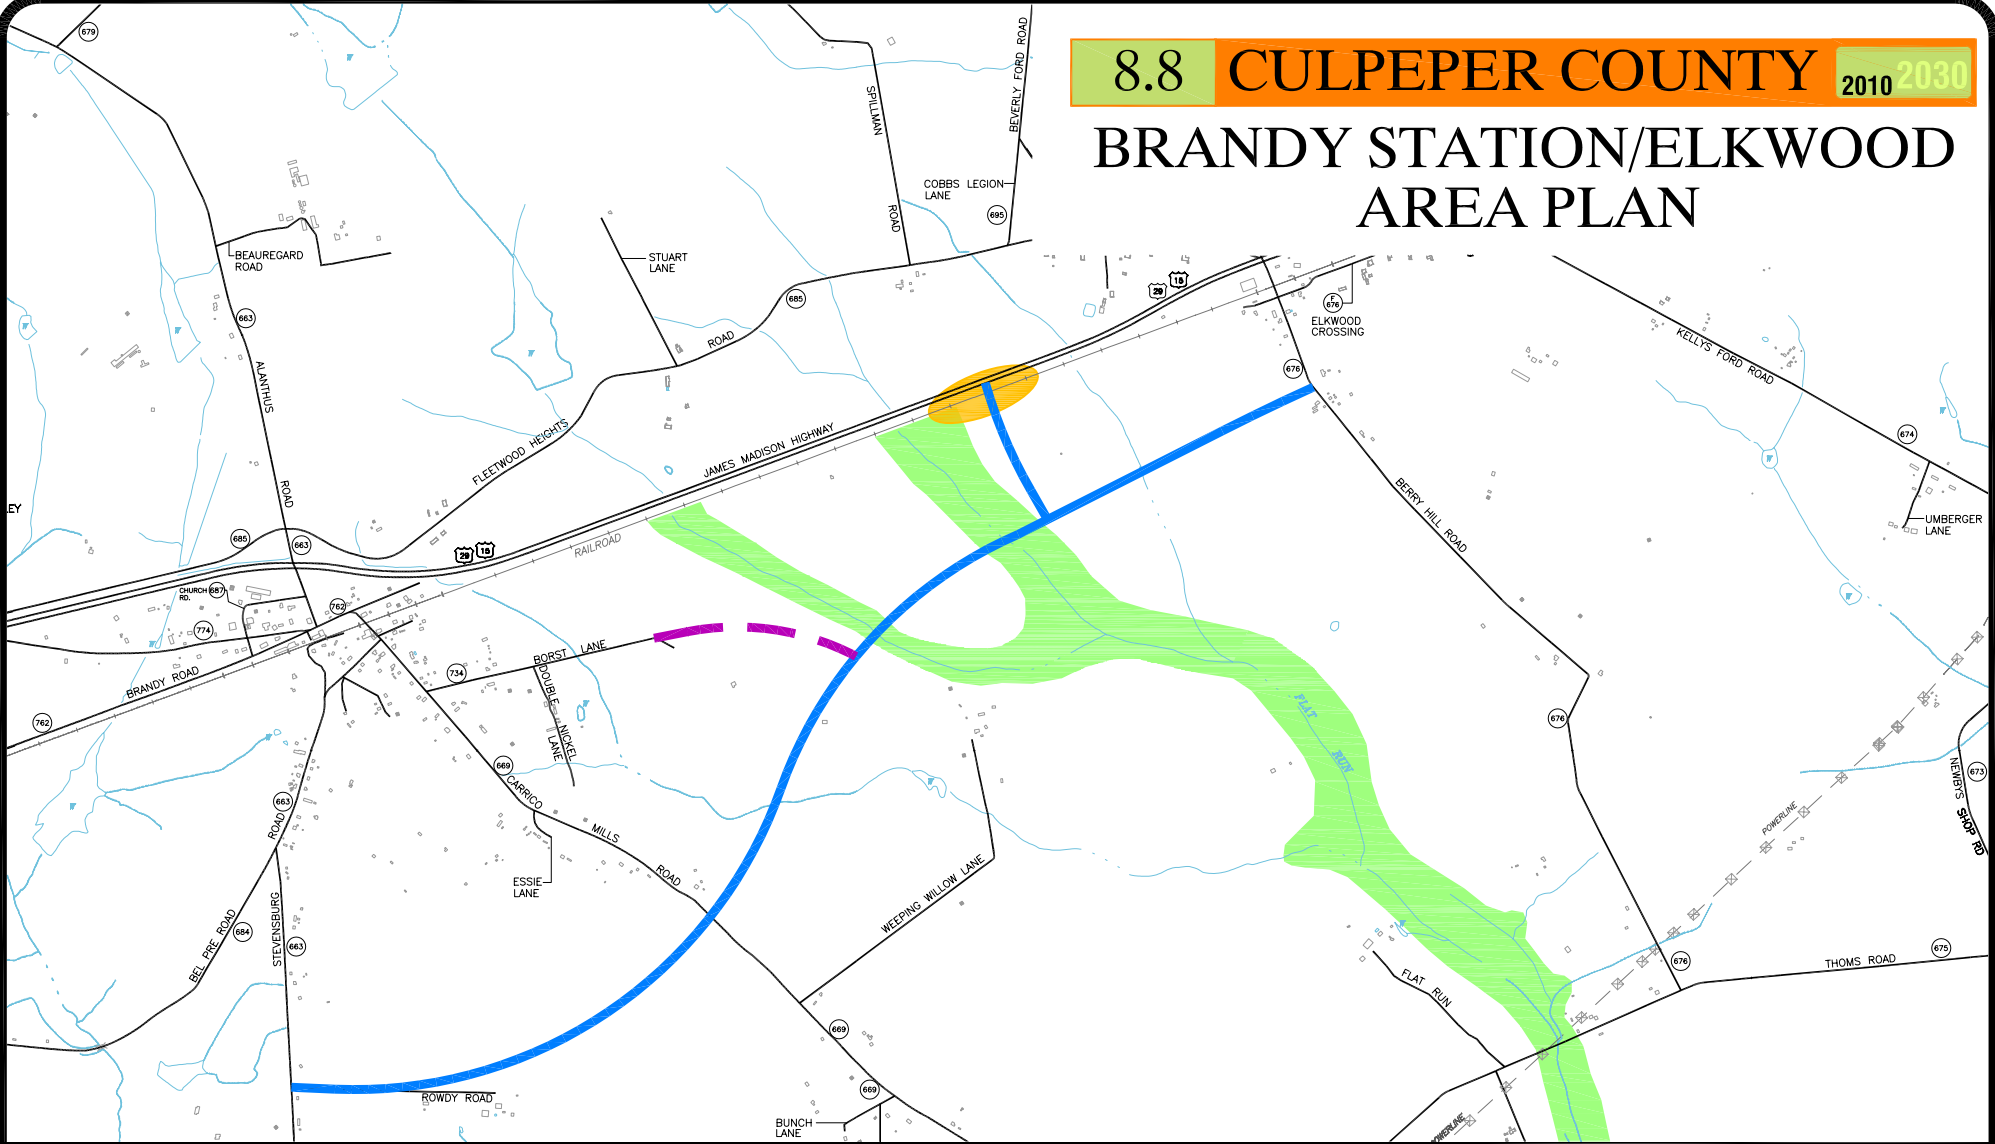 8.8 CULPEPER COUNTY 2010 2030
BRANDY STATION/ELKWOOD
AREA PLAN
679
SPILLMAN
ROAD
BEVERLY FORD ROAD
COBBS LEGION
LANE
695
BEAUREGARD
ROAD
STUART
LANE
685
ROAD
29 15
F
676
ELKWOOD
CROSSING
663
ALANTHUS
ROAD
676
KELLYS FORD ROAD
674
UMBERGER
LANE
FLEETWOOD HEIGHTS
JAMES MADISON HIGHWAY
BERRY HILL ROAD
LEY
685
663
29 15
RAILROAD
CHURCH
RD.
687
762
774
BRANDY ROAD
762
734
BORST LANE
DOUBLE NICKEL
LANE
FLAT
RUN
676
669
CARRICO
MILLS
ROAD
663
ROAD
ESSIE
LANE
WEEPING WILLOW LANE
POWERLINE
NEWBYS
SHOP RD
673
BEL PRE ROAD
684
STEVENSBURG
663
FLAT RUN
676
THOMS ROAD
675
669
669
ROWDY ROAD
BUNCH
LANE
POWERLINE